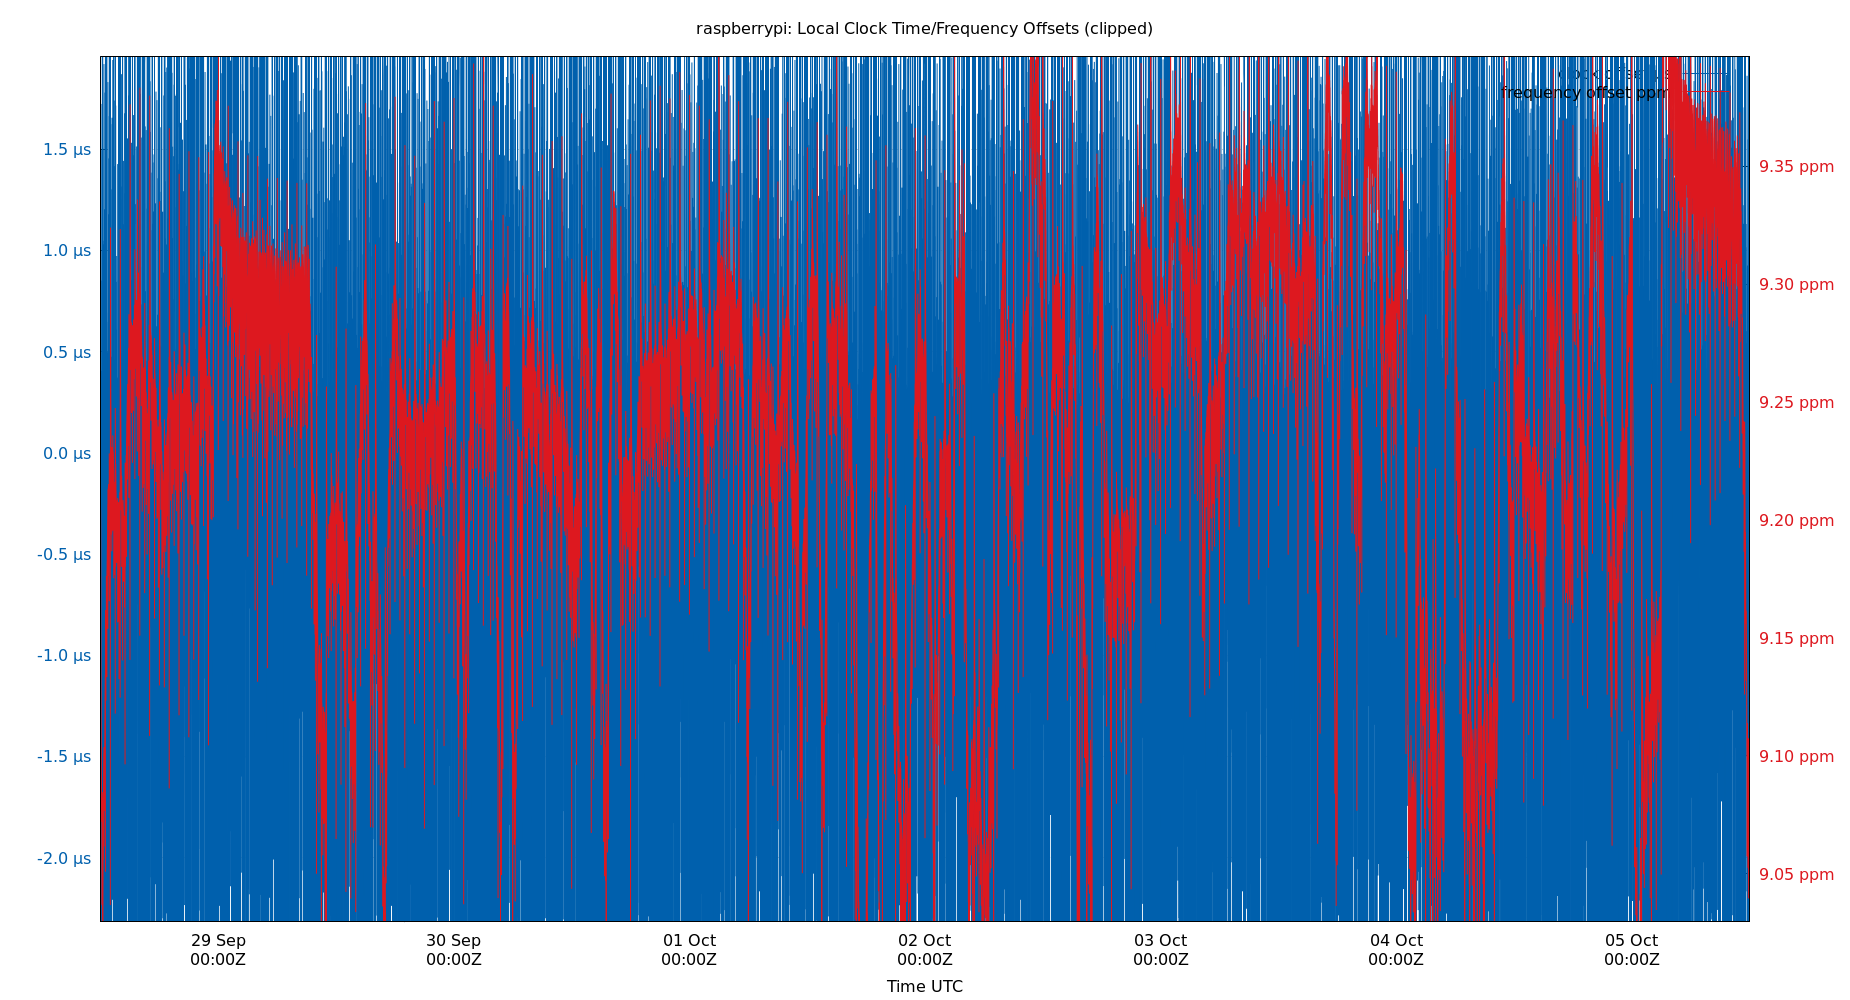 raspberrypi: Local Clock Time/Frequency Offsets (clipped)
frequency offset ppm
1.5 µs
1.0 µs
0.5 µs
0.0 µs
-0.5 µs
-1.0 µs
-1.5 µs
-2.0 µs
9.35 ppm
9.30 ppm
9.25 ppm
9.20 ppm
9.15 ppm
9.10 ppm
9.05 ppm
29 Sep
00:00Z
30 Sep
00:00Z
01 Oct
00:00Z
02 Oct
00:00Z
03 Oct
00:00Z
04 Oct
00:00Z
05 Oct
00:00Z
Time UTC